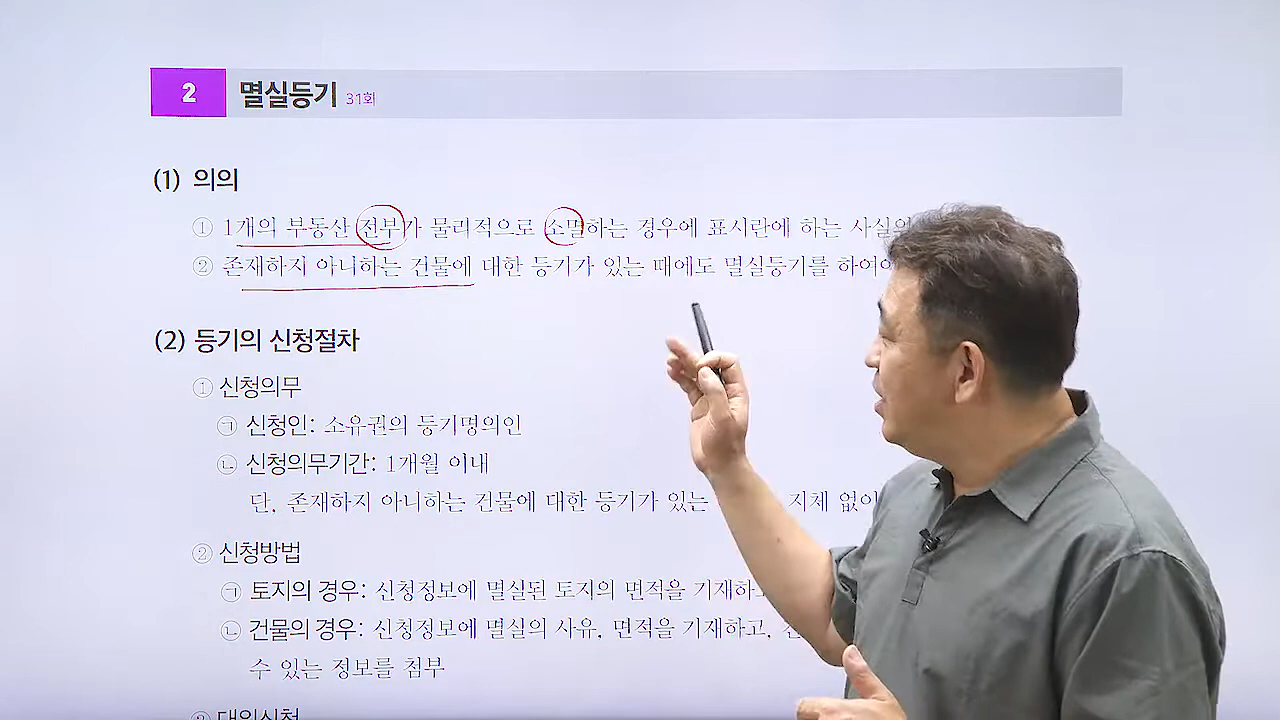 2 멸실등기 31회
(1) 의의
① 1개의 부동산 전부가 물리적으로 소멸하는 경우에 표시란에 하는 사실의
② 존재하지 아니하는 건물에 대한 등기가 있는 때에도 멸실등기를 하여야
(2) 등기의 신청절차
① 신청의무
㉠ 신청인: 소유권의 등기명의인
㉡ 신청의무기간: 1개월 이내
단, 존재하지 아니하는 건물에 대한 등기가 있는 지체 없이
② 신청방법
㉠ 토지의 경우: 신청정보에 멸실된 토지의 면적을 기재하고
㉡ 건물의 경우: 신청정보에 멸실의 사유, 면적을 기재하고,
수 있는 정보를 첨부
③ 대위신청